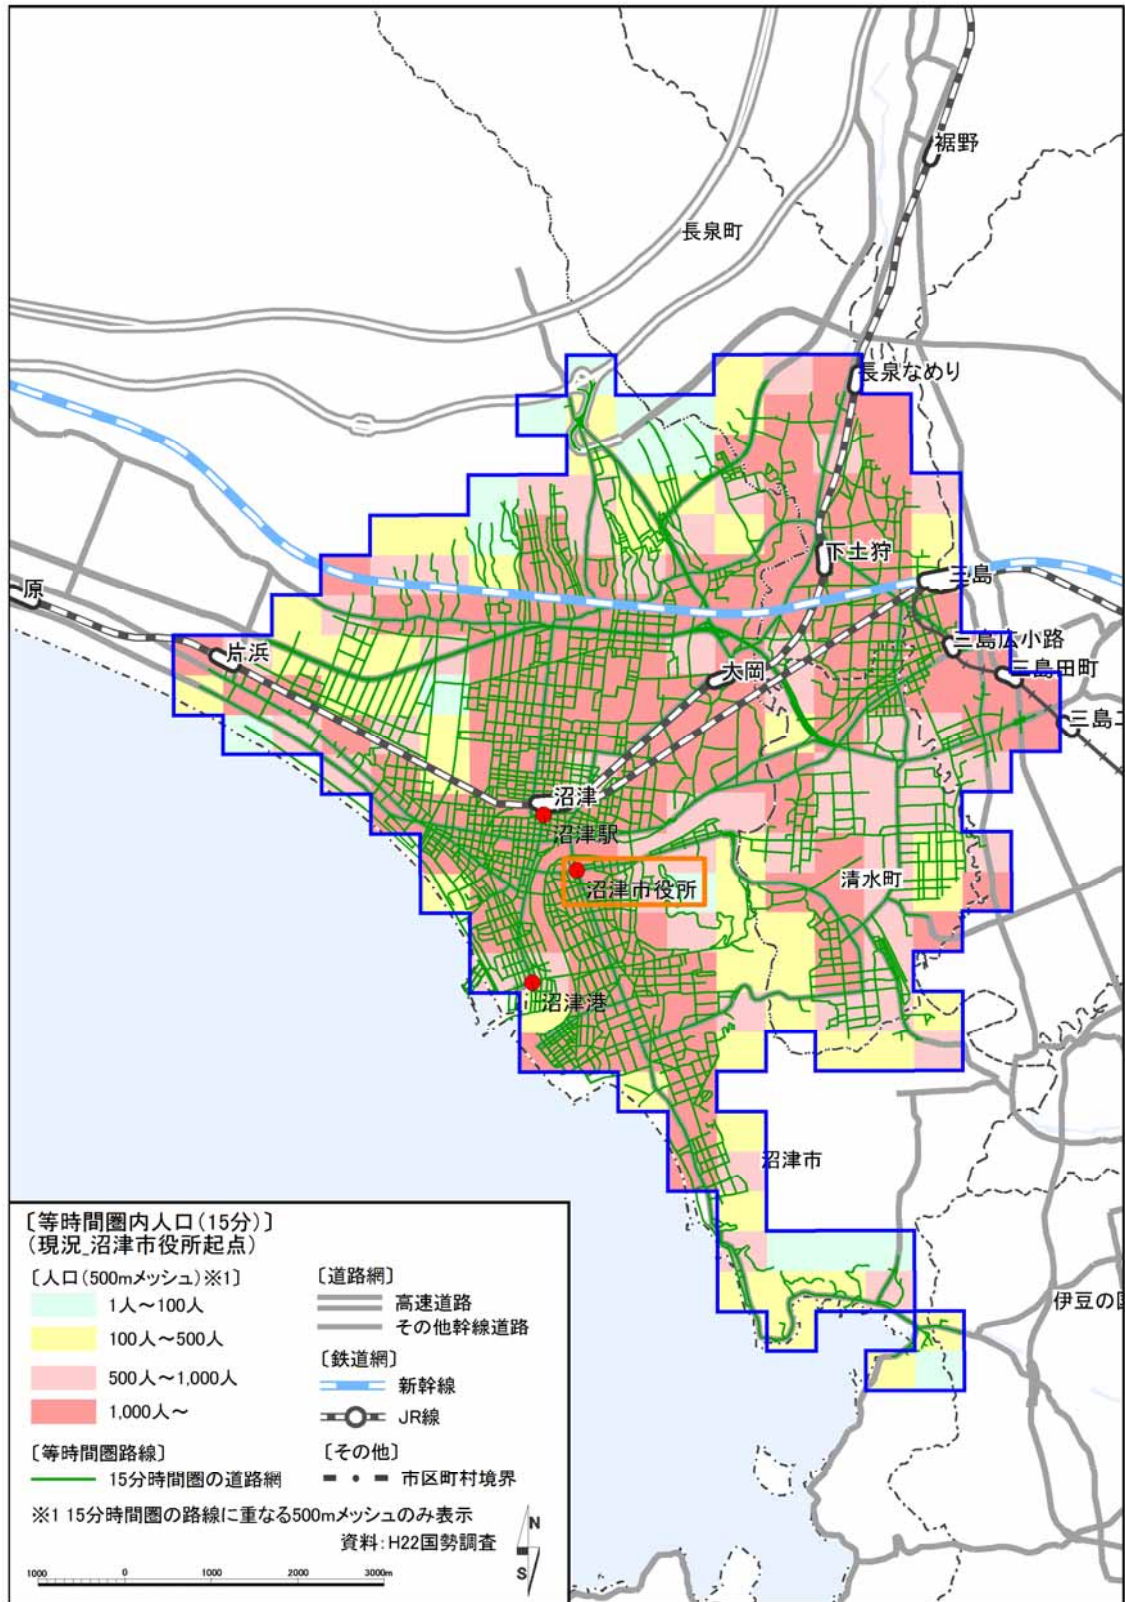 裾野
長泉町
長泉なめり
下土狩
三島
原
三島広小路
片浜
大岡
三島田町
沼津
沼津駅
清水町
沼津市役所
沼津港
沼津市
〔等時間圏内人口(15分)〕
(現況_沼津市役所起点)
〔人口(500mメッシュ)※1〕
1人～100人
100人～500人
500人～1,000人
1,000人～
〔等時間圏路線〕
15分時間圏の道路網
〔道路網〕
高速道路
その他幹線道路
〔鉄道網〕
新幹線
JR線
〔その他〕
市区町村境界
※1 15分時間圏の路線に重なる500mメッシュのみ表示
資料:H22国勢調査
N
S
1000 0 1000 2000 3000m
伊豆の